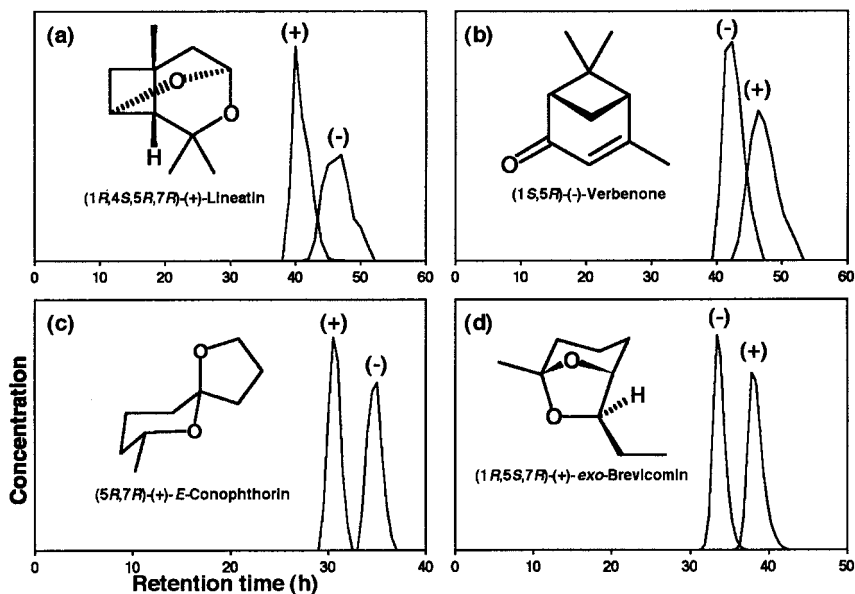 (a)
(+)
(-)
O
O
H
(1R,4S,5R,7R)-(+)-Lineatin
0 10 20 30 40 50 60
(b)
(-)
(+)
O
(1S,5R)-(-)-Verbenone
0 10 20 30 40 50 60
(c)
(+)
(-)
O
O
(5R,7R)-(+)-E-Conophthorin
0 10 20 30 40
(d)
(-)
(+)
O
H
O
(1R,5S,7R)-(+)-exo-Brevicomin
0 10 20 30 40 50
Concentration
Retention time (h)